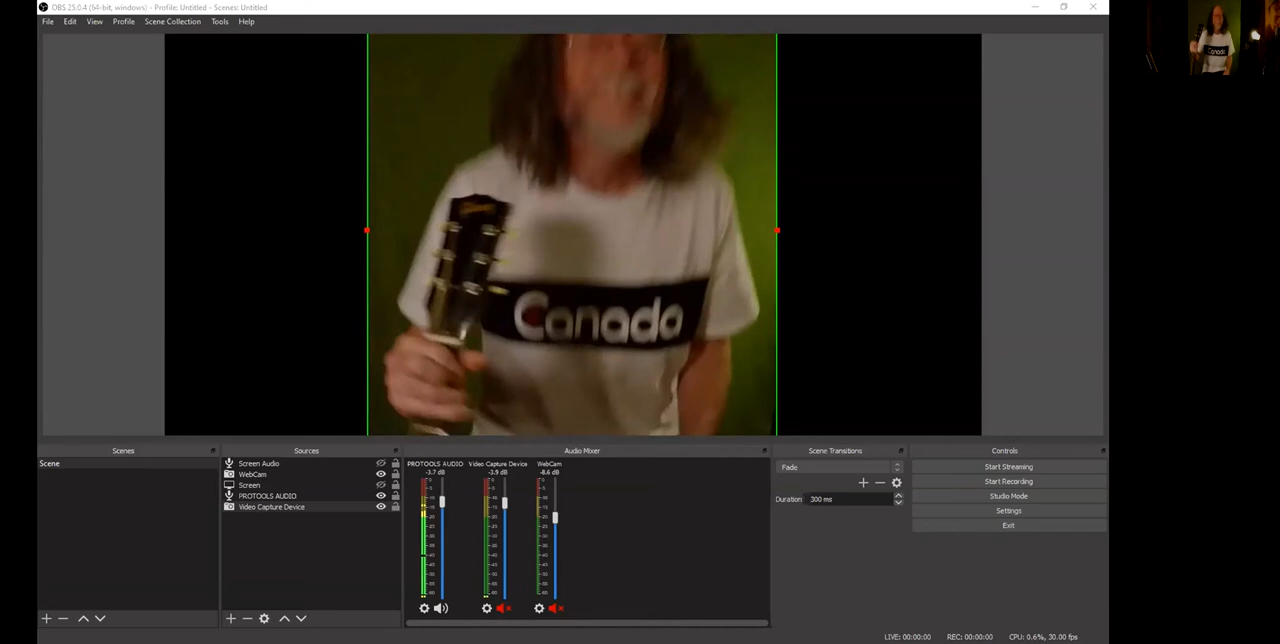 OBS 25.0.4 (64-bit, windows) - Profile: Untitled - Scenes: Untitled
File Edit View Profile Scene Collection Tools Help
Canada
Canada
Scenes
Scene
Sources
Screen Audio
WebCam
Screen
PROTOOLS AUDIO
Video Capture Device
Audio Mixer
PROTOOLS AUDIO
-3.7 dB
Video Capture Device
-3.9 dB
WebCam
-8.6 dB
Scene Transitions
Fade
Duration 300 ms
Controls
Start Streaming
Start Recording
Studio Mode
Settings
Exit
LIVE: 00:00:00 REC: 00:00:00 CPU: 0.6%, 30.00 fps